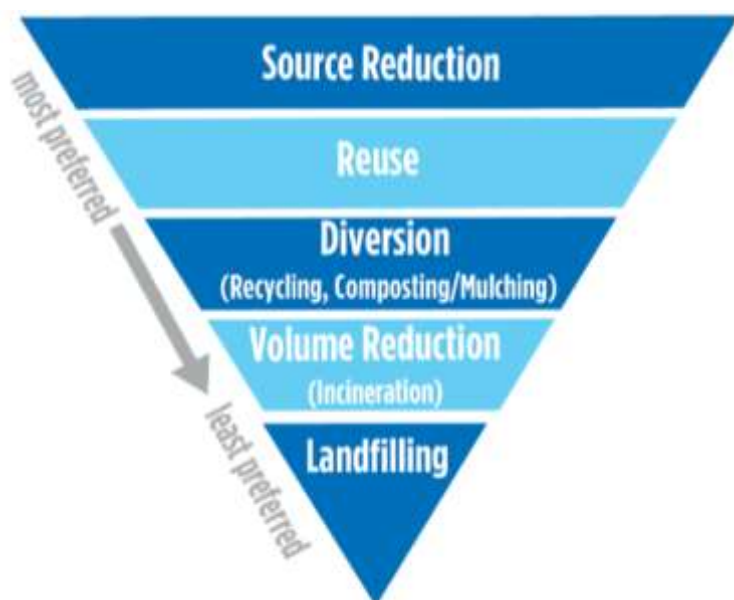 Source Reduction
most preferred
Reuse
Diversion
(Recycling, Composting/Mulching)
Volume Reduction
(Incineration)
least preferred
Landfilling